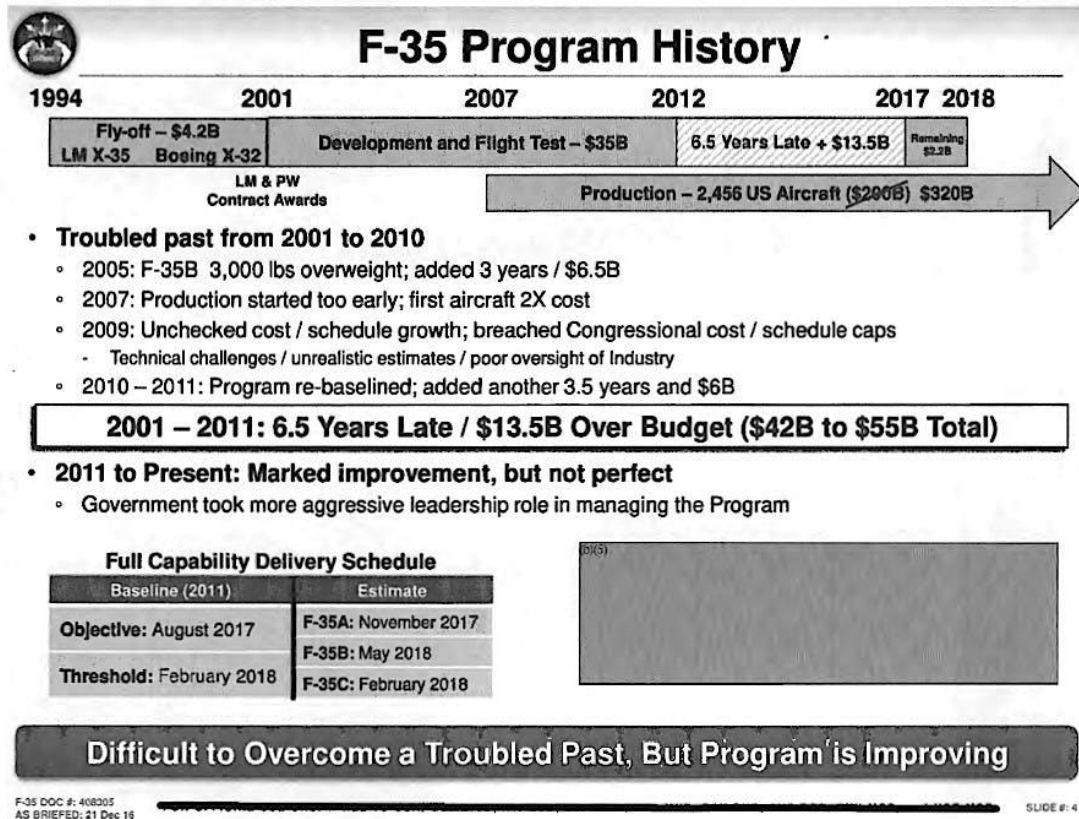 F-35 Program History
1994 2001 2007 2012 2017 2018
Fly-off – $4.2B
LM X-35 Boeing X-32
Development and Flight Test – $35B
6.5 Years Late + $13.5B
Remaining
$2.2B
LM & PW
Contract Awards
Production – 2,456 US Aircraft ($200B) $320B
• Troubled past from 2001 to 2010
° 2005: F-35B 3,000 lbs overweight; added 3 years / $6.5B
° 2007: Production started too early; first aircraft 2X cost
° 2009: Unchecked cost / schedule growth; breached Congressional cost / schedule caps
- Technical challenges / unrealistic estimates / poor oversight of Industry
° 2010 – 2011: Program re-baselined; added another 3.5 years and $6B
2001 – 2011: 6.5 Years Late / $13.5B Over Budget ($42B to $55B Total)
• 2011 to Present: Marked improvement, but not perfect
° Government took more aggressive leadership role in managing the Program
(b)(5)
Full Capability Delivery Schedule
Baseline (2011) Estimate
Objective: August 2017
Threshold: February 2018
F-35A: November 2017
F-35B: May 2018
F-35C: February 2018
Difficult to Overcome a Troubled Past, But Program is Improving
F-35 DOC #: 408305
AS BRIEFED: 21 Dec 16
SLIDE #: 4